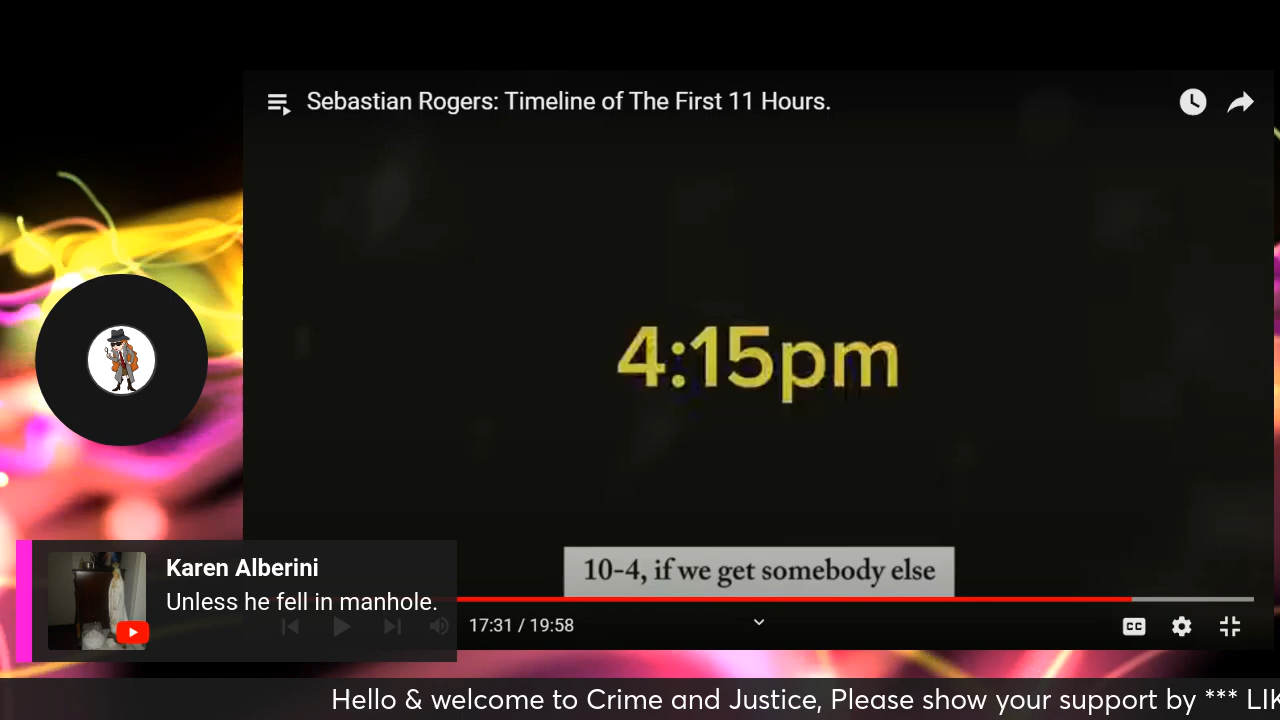 Sebastian Rogers: Timeline of The First 11 Hours.
4:15pm
10-4, if we get somebody else
Karen Alberini
Unless he fell in manhole.
17:31 / 19:58
CC
Hello & welcome to Crime and Justice, Please show your support by *** LIK